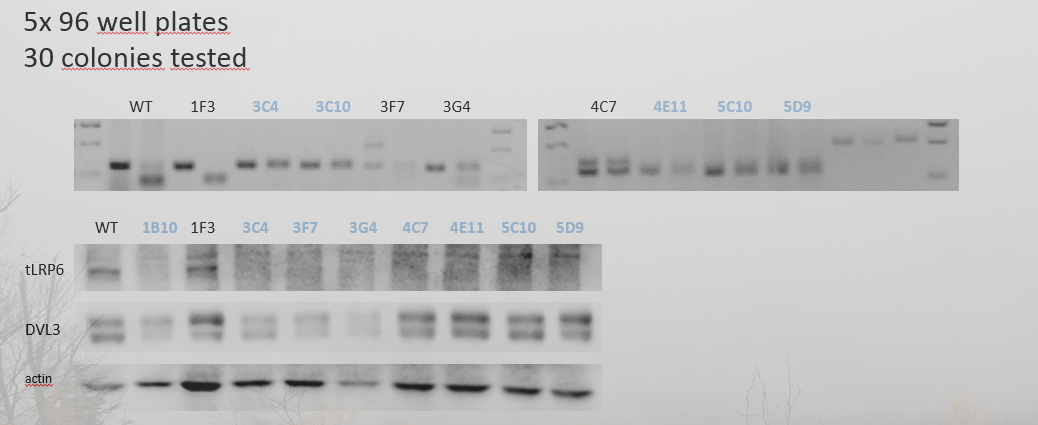 5x 96 well plates
30 colonies tested
WT 1F3 3C4 3C10 3F7 3G4 4C7 4E11 5C10 5D9
WT 1B10 1F3 3C4 3F7 3G4 4C7 4E11 5C10 5D9
tLRP6
DVL3
actin